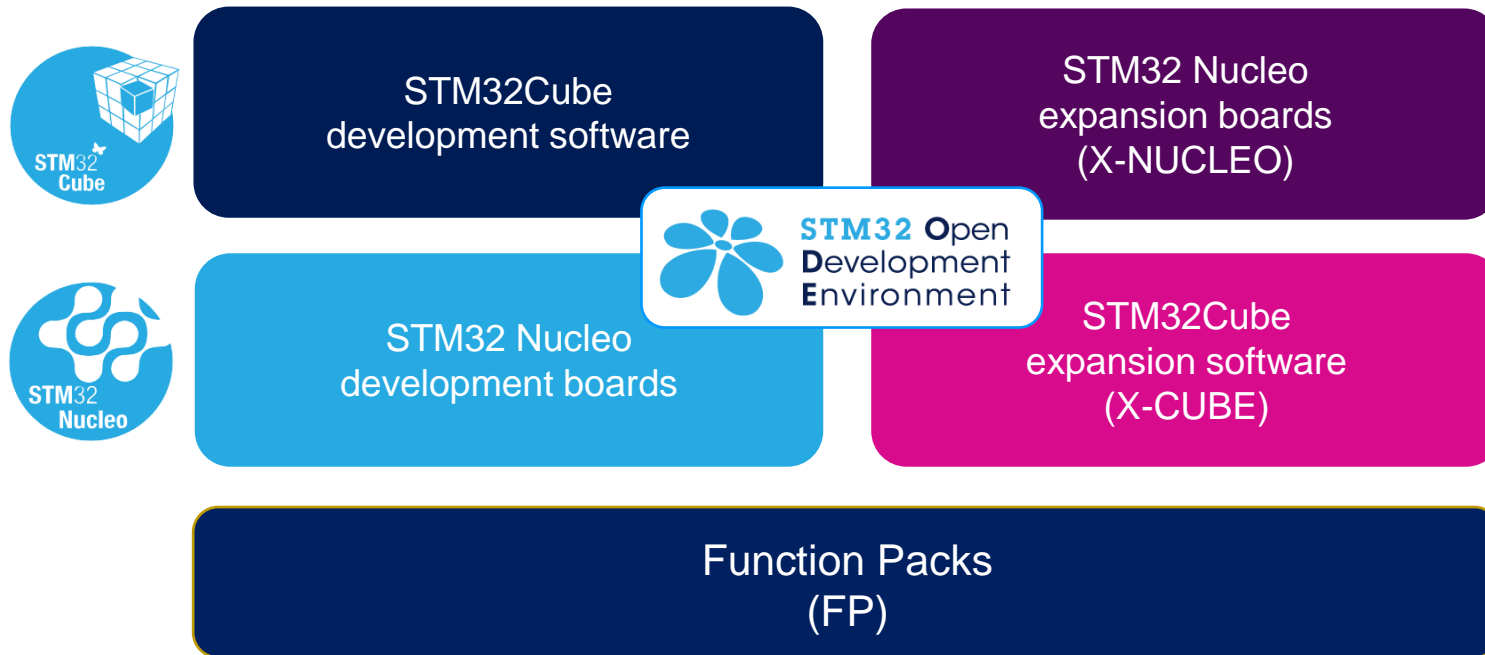 STM32
Cube
STM32Cube
development software
STM32 Nucleo
expansion boards
(X-NUCLEO)
STM32 Open
Development
Environment
STM32
Nucleo
STM32 Nucleo
development boards
STM32Cube
expansion software
(X-CUBE)
Function Packs
(FP)